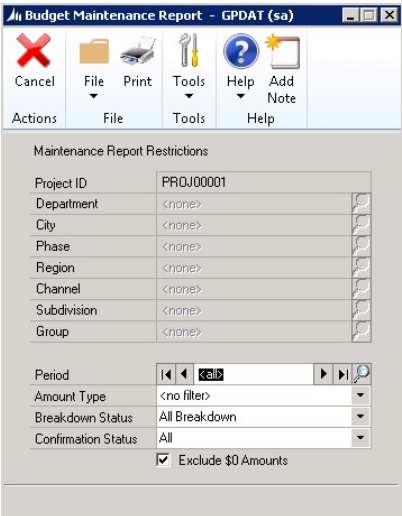 Budget Maintenance Report - GPDAT (sa)
Cancel File Print Tools Help Add Note
Actions File Tools Help
Maintenance Report Restrictions
Project ID PROJ00001
Department <none>
City <none>
Phase <none>
Region <none>
Channel <none>
Subdivision <none>
Group <none>
Period <all>
Amount Type <no filter>
Breakdown Status All Breakdown
Confirmation Status All
Exclude $0 Amounts